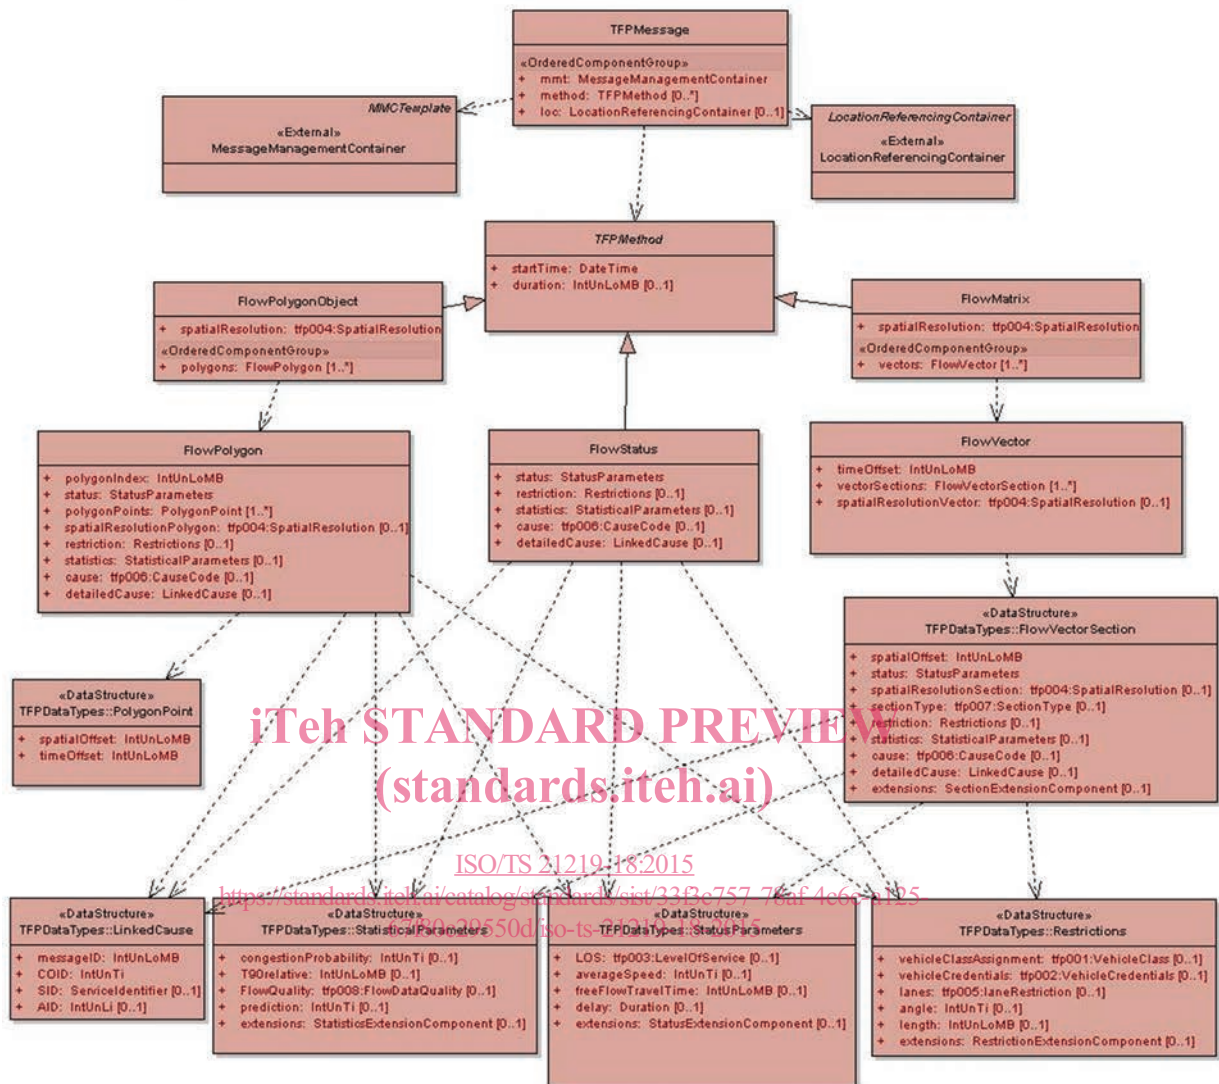 TFPMessage
«OrderedComponentGroup»
+ mmt: MessageManagementContainer
+ method: TFPMethod [0..*]
+ loc: LocationReferencingContainer [0..1]
MMCTemplate
«External»
MessageManagementContainer
LocationReferencingContainer
«External»
LocationReferencingContainer
TFPMethod
+ startTime: DateTime
+ duration: IntUnLoMB [0..1]
FlowPolygonObject
+ spatialResolution: tfp004:SpatialResolution
«OrderedComponentGroup»
+ polygons: FlowPolygon [1..*]
FlowMatrix
+ spatialResolution: tfp004:SpatialResolution
«OrderedComponentGroup»
+ vectors: FlowVector [1..*]
FlowPolygon
+ polygonIndex: IntUnLoMB
+ status: StatusParameters
+ polygonPoints: PolygonPoint [1..*]
+ spatialResolutionPolygon: tfp004:SpatialResolution [0..1]
+ restriction: Restrictions [0..1]
+ statistics: StatisticalParameters [0..1]
+ cause: tfp006:CauseCode [0..1]
+ detailedCause: LinkedCause [0..1]
FlowStatus
+ status: StatusParameters
+ restriction: Restrictions [0..1]
+ statistics: StatisticalParameters [0..1]
+ cause: tfp006:CauseCode [0..1]
+ detailedCause: LinkedCause [0..1]
FlowVector
+ timeOffset: IntUnLoMB
+ vectorSections: FlowVectorSection [1..*]
+ spatialResolutionVector: tfp004:SpatialResolution [0..1]
«DataStructure»
TFPDataTypes::FlowVectorSection
+ spatialOffset: IntUnLoMB
+ status: StatusParameters
+ spatialResolutionSection: tfp004:SpatialResolution [0..1]
+ sectionType: tfp007:SectionType [0..1]
+ restriction: Restrictions [0..1]
+ statistics: StatisticalParameters [0..1]
+ cause: tfp006:CauseCode [0..1]
+ detailedCause: LinkedCause [0..1]
+ extensions: SectionExtensionComponent [0..1]
«DataStructure»
TFPDataTypes::PolygonPoint
+ spatialOffset: IntUnLoMB
+ timeOffset: IntUnLoMB
iTeh STANDARD PREVIEW
(standards.iteh.ai)
ISO/TS 21219-18:2015
https://standards.iteh.ai/catalog/standards/sist/33f3c757-78af-4c6c-a125-
«DataStructure»
TFPDataTypes::LinkedCause
+ messageID: IntUnLoMB
+ COID: IntUnTi
+ SID: ServiceIdentifier [0..1]
+ AID: IntUnLi [0..1]
«DataStructure»
TFPDataTypes::StatisticalParameters
+ congestionProbability: IntUnTi [0..1]
+ T90relative: IntUnLoMB [0..1]
+ FlowQuality: tfp008:FlowDataQuality [0..1]
+ prediction: IntUnTi [0..1]
+ extensions: StatisticsExtensionComponent [0..1]
«DataStructure»
TFPDataTypes::StatusParameters
+ LOS: tfp003:LevelOfService [0..1]
+ averageSpeed: IntUnTi [0..1]
+ freeFlowTravelTime: IntUnLoMB [0..1]
+ delay: Duration [0..1]
+ extensions: StatusExtensionComponent [0..1]
«DataStructure»
TFPDataTypes::Restrictions
+ vehicleClassAssignment: tfp001:VehicleClass [0..1]
+ vehicleCredentials: tfp002:VehicleCredentials [0..1]
+ lanes: tfp005:laneRestriction [0..1]
+ angle: IntUnTi [0..1]
+ length: IntUnLoMB [0..1]
+ extensions: RestrictionExtensionComponent [0..1]